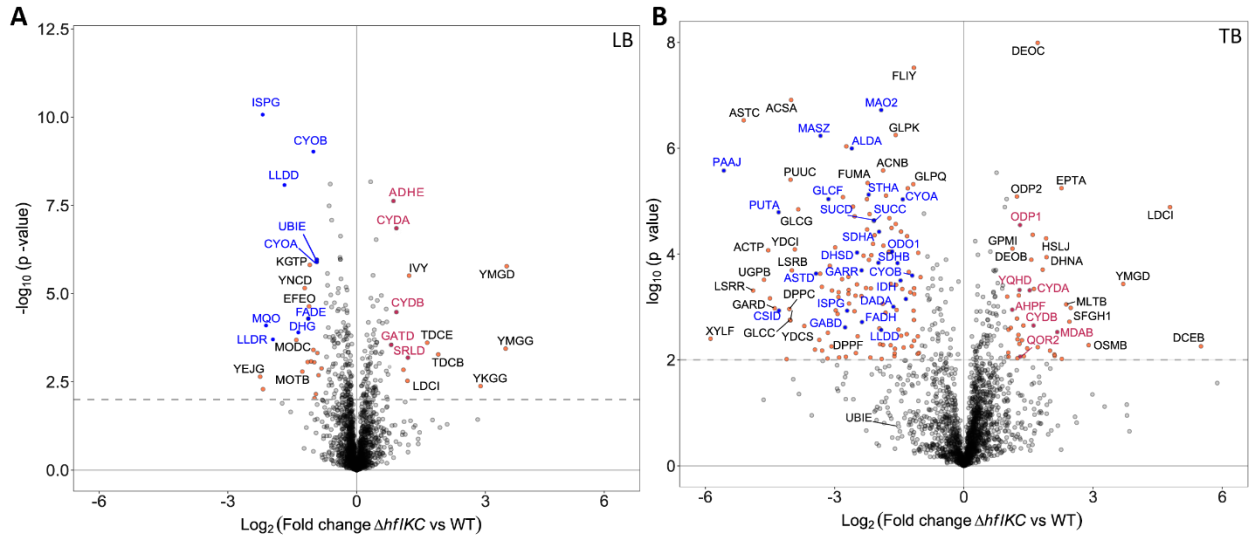 A
LB
12.5
10.0
7.5
5.0
2.5
0.0
-log10 (p -value)
ISPG
CYOB
LLDD
ADHE
CYDA
UBIE
CYOA
KGTP
IVY
YMGD
YNCD
EFEO
FADE
CYDB
MQO
DHG
GATD
TDCE
LLDR
SRLD
YMGG
MODC
TDCB
YEJG
MOTB
LDCI
YKGG
-6
-3
0
3
6
Log2 (Fold change ΔhflKC vs WT)
B
TB
8
6
4
2
0
-log10 (p value)
DEOC
FLIY
ACSA
MAO2
ASTC
MASZ
GLPK
ALDA
PAAJ
ACNB
PUUC
FUMA
GLPQ
EPTA
STHA
ODP2
GLCF
CYOA
PUTA
SUCD
SUCC
LDCI
GLCG
ODP1
SDHA
ACTP
YDCI
ODO1
GPMI
HSLJ
DHSD
SDHB
DEOB
LSRB
GARR
DHNA
UGPB
ASTD
CYOB
YQHD
YMGD
LSRR
IDH
CYDA
DPPC
GARD
ISPG
DADA
AHPF
MLTB
CSID
SFGH1
GLCC
GABD
FADH
CYDB
MDAB
XYLF
YDCS
LLDD
QOR2
DPPF
OSMB
DCEB
UBIE
-6
-3
0
3
6
Log2 (Fold change ΔhflKC vs WT)